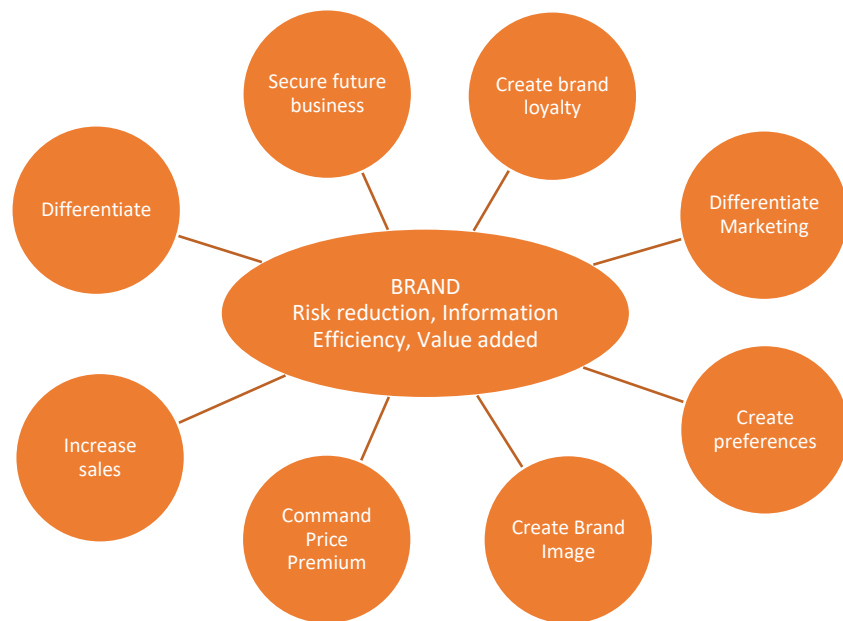 Secure future
business
Create brand
loyalty
Differentiate
Differentiate
Marketing
BRAND
Risk reduction, Information
Efficiency, Value added
Increase
sales
Create
preferences
Command
Price
Premium
Create Brand
Image